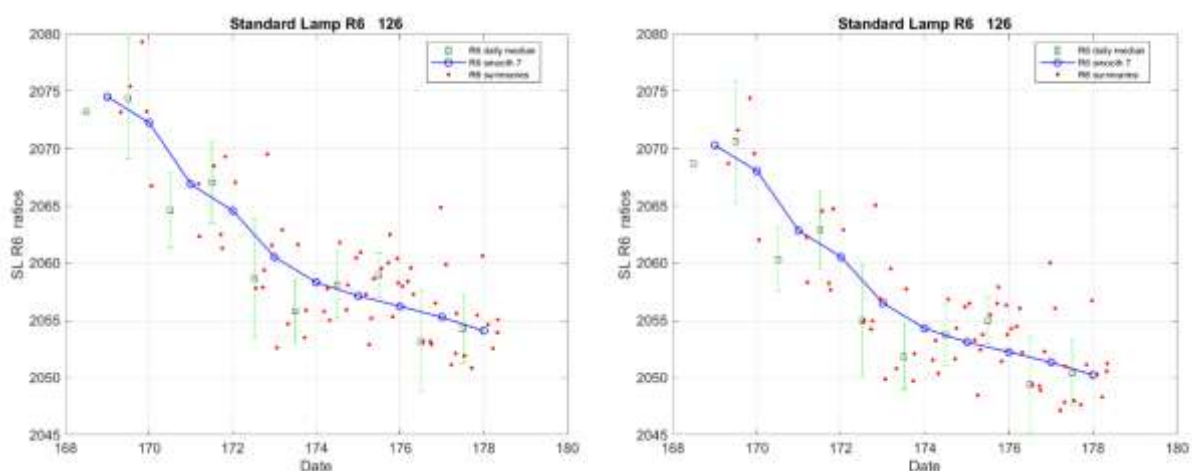 Standard Lamp R6 126
R6 daily median
R6 smooth 7
R6 summaries
2080
2075
2070
2065
2060
2055
2050
2045
SL R6 ratios
168 170 172 174 176 178 180
Date
Standard Lamp R6 126
R6 daily median
R6 smooth 7
R6 summaries
2080
2075
2070
2065
2060
2055
2050
2045
SL R6 ratios
168 170 172 174 176 178 180
Date